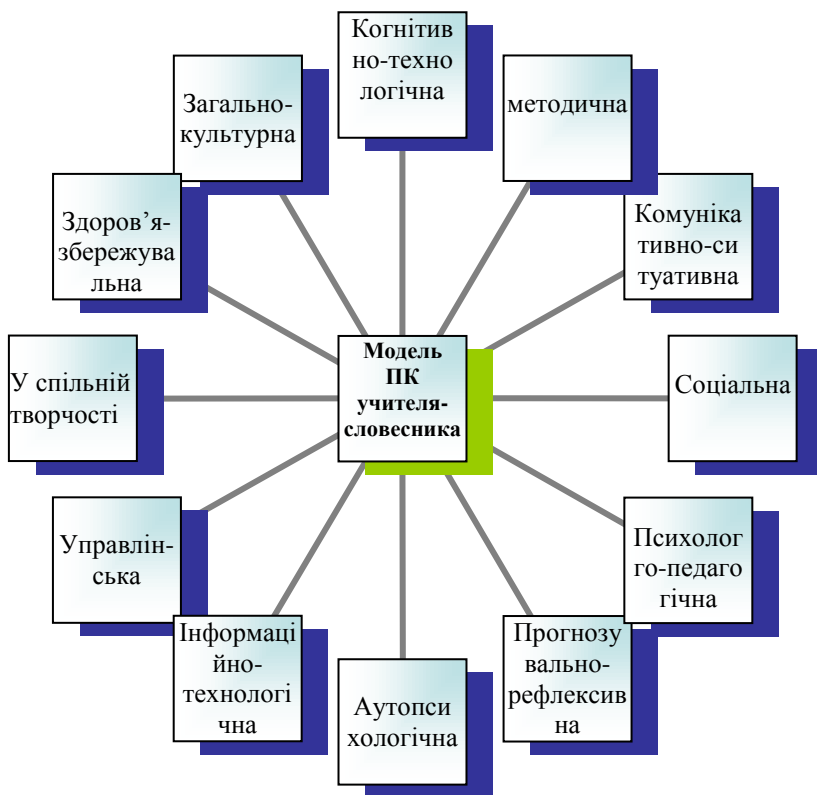 Когнітив
но-техно
логічна
методична
Комуніка
тивно-си
туативна
Соціальна
Психолог
го-педаго
гічна
Прогнозу
вально-
рефлексив
на
Аутопси
хологічна
Інформаці
йно-
технологі
чна
Управлін-
ська
У спільній
творчості
Здоров’я-
збережува
льна
Загально-
культурна
Модель
ПК
учителя-
словесника